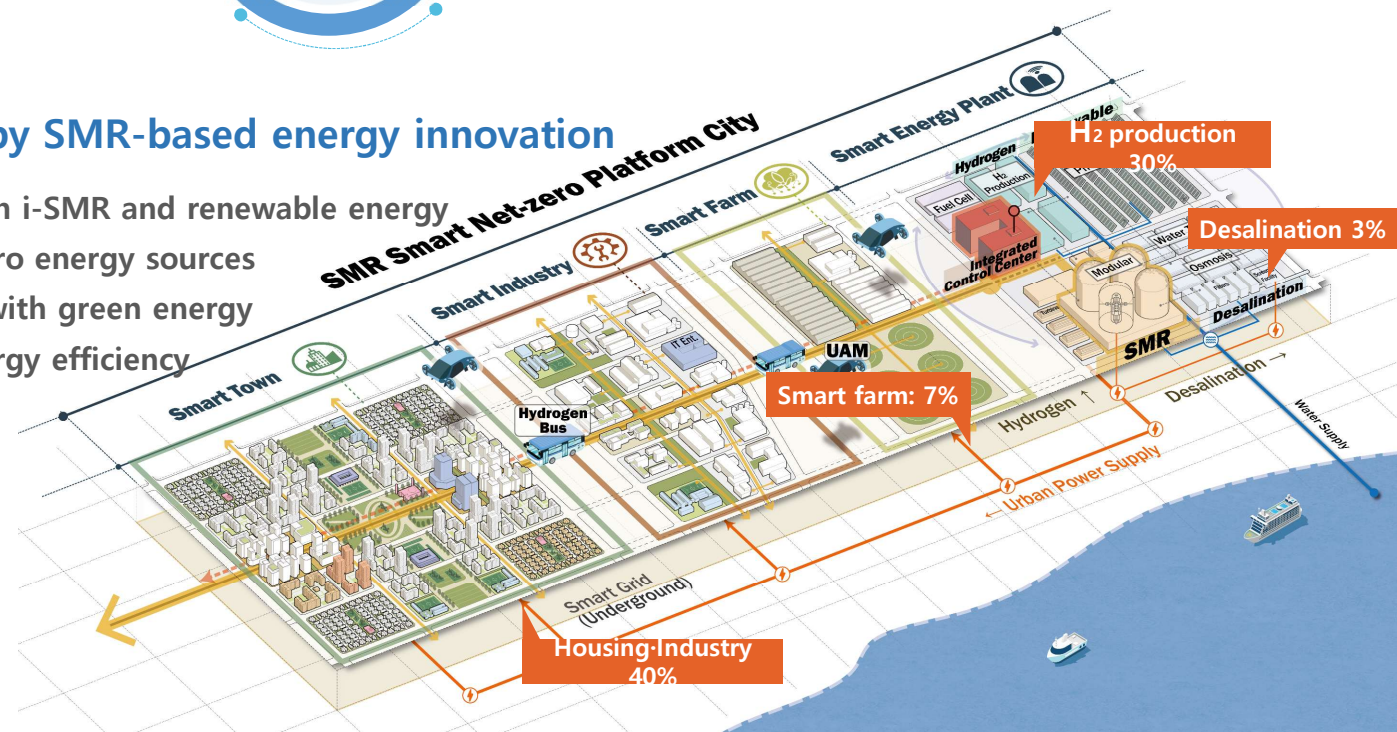 by SMR-based energy innovation
n i-SMR and renewable energy
ro energy sources
with green energy
rgy efficiency
SMR Smart Net-zero Platform City
Smart Town
Smart Industry
Smart Farm
Smart Energy Plant
H2 production
30%
Desalination 3%
Hydrogen
H2
Production
Fuel Cell
Integrated
Control Center
Modular
Osmosis
Filters
Desalination
SMR
IT Ent.
UAM
Hydrogen
Bus
Smart farm: 7%
Hydrogen ↑
Desalination →
Water Supply
← Urban Power Supply
Smart Grid
(Underground)
Housing·Industry
40%